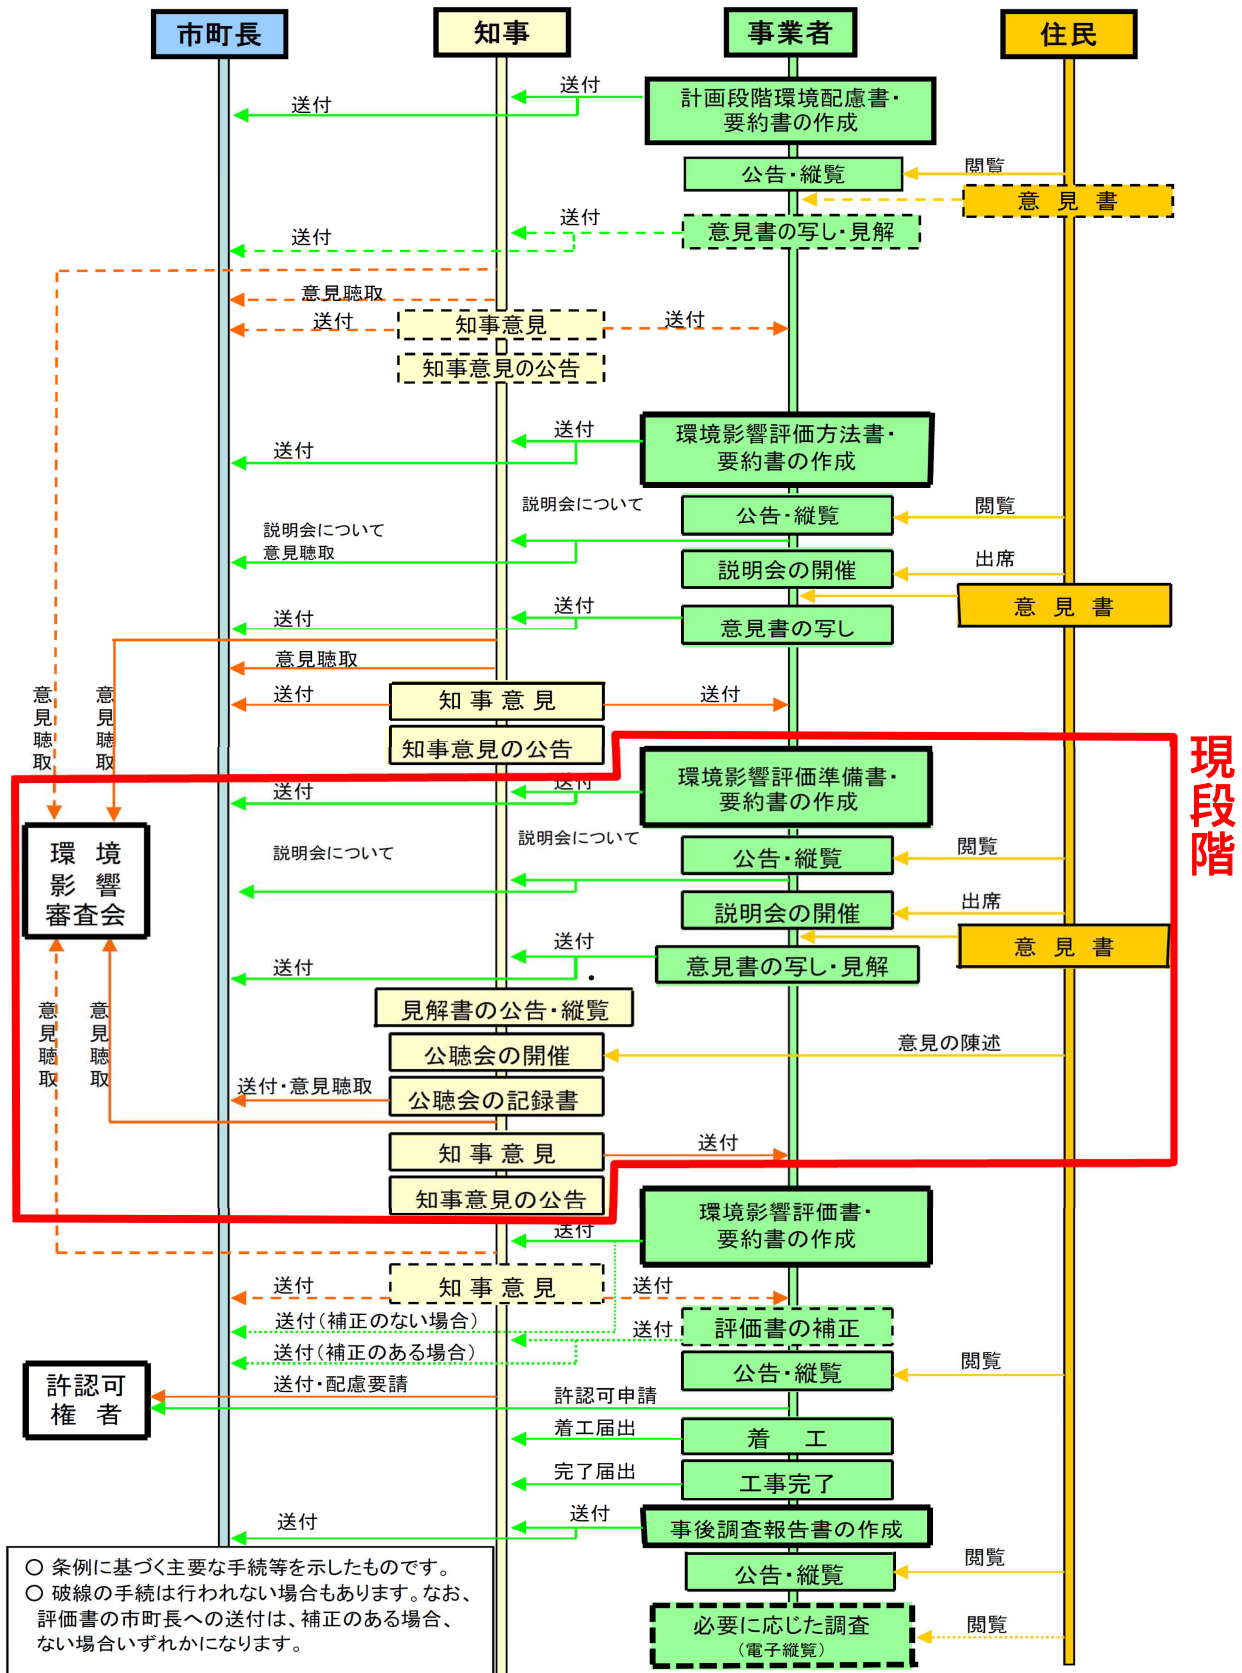 市町長
知事
事業者
住民
送付
送付
計画段階環境配慮書・
要約書の作成
公告・縦覧
閲覧
意 見 書
送付
送付
意見書の写し・見解
意見聴取
送付
知事意見
送付
知事意見の公告
送付
送付
環境影響評価方法書・
要約書の作成
説明会について
公告・縦覧
閲覧
説明会について
意見聴取
説明会の開催
出席
意 見 書
送付
送付
意見書の写し
意見聴取
送付
知 事 意 見
送付
意見聴取
意見聴取
知事意見の公告
現段階
送付
送付
環境影響評価準備書・
要約書の作成
環 境
影 響
審査会
説明会について
説明会について
公告・縦覧
閲覧
説明会の開催
出席
意 見 書
送付
送付
意見書の写し・見解
見解書の公告・縦覧
意見聴取
意見聴取
公聴会の開催
意見の陳述
送付・意見聴取
公聴会の記録書
知 事 意 見
送付
知事意見の公告
送付
環境影響評価書・
要約書の作成
送付
知 事 意 見
送付
送付(補正のない場合)
送付
評価書の補正
送付(補正のある場合)
公告・縦覧
閲覧
許認可
権 者
送付・配慮要請
許認可申請
着工届出
着 工
完了届出
工事完了
送付
送付
事後調査報告書の作成
公告・縦覧
閲覧
必要に応じた調査
(電子縦覧)
閲覧
○ 条例に基づく主要な手続等を示したものです。
○ 破線の手続は行われない場合もあります。なお、
評価書の市町長への送付は、補正のある場合、
ない場合いずれかになります。